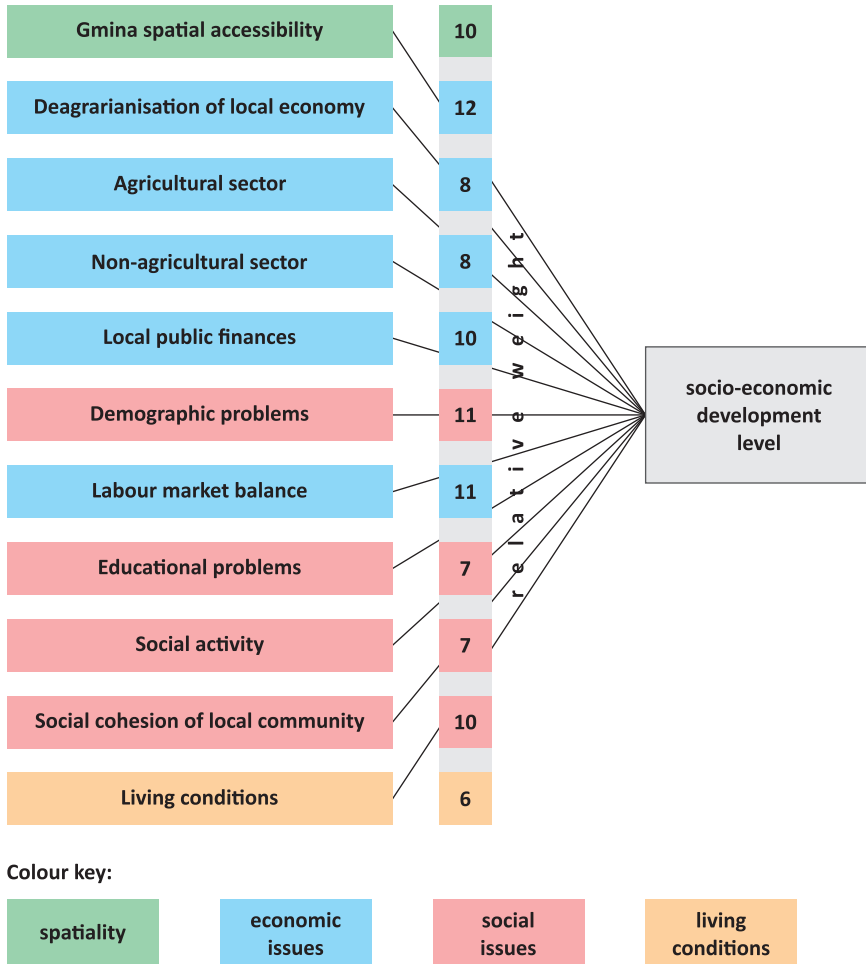 Gmina spatial accessibility
10
Deagrarianisation of local economy
12
Agricultural sector
8
Non-agricultural sector
8
Local public finances
10
Demographic problems
11
Labour market balance
11
Educational problems
7
Social activity
7
Social cohesion of local community
10
Living conditions
6
relative weight
socio-economic
development
level
Colour key:
spatiality
economic
issues
social
issues
living
conditions